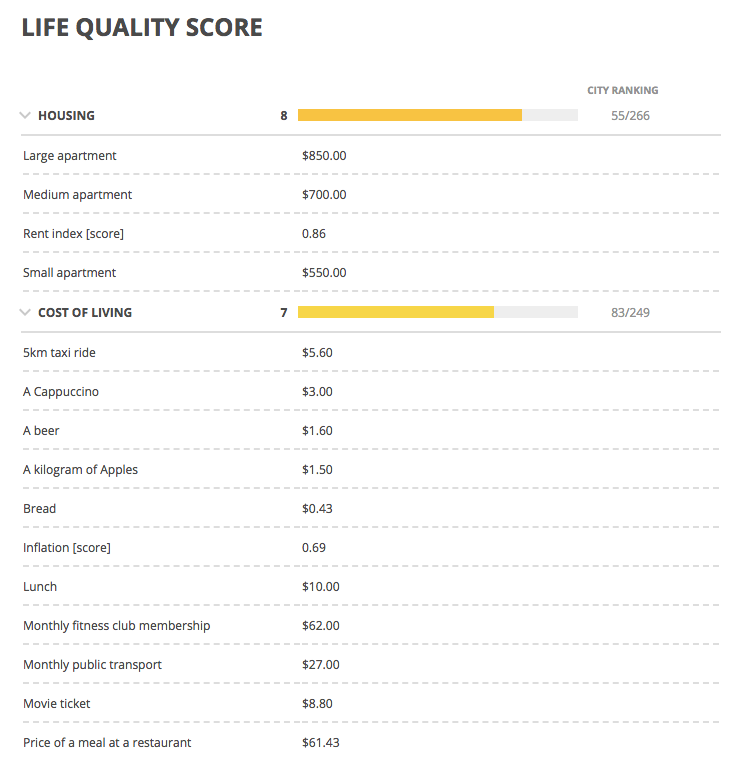 LIFE QUALITY SCORE
CITY RANKING
HOUSING 8 55/266
Large apartment $850.00
Medium apartment $700.00
Rent index [score] 0.86
Small apartment $550.00
COST OF LIVING 7 83/249
5km taxi ride $5.60
A Cappuccino $3.00
A beer $1.60
A kilogram of Apples $1.50
Bread $0.43
Inflation [score] 0.69
Lunch $10.00
Monthly fitness club membership $62.00
Monthly public transport $27.00
Movie ticket $8.80
Price of a meal at a restaurant $61.43